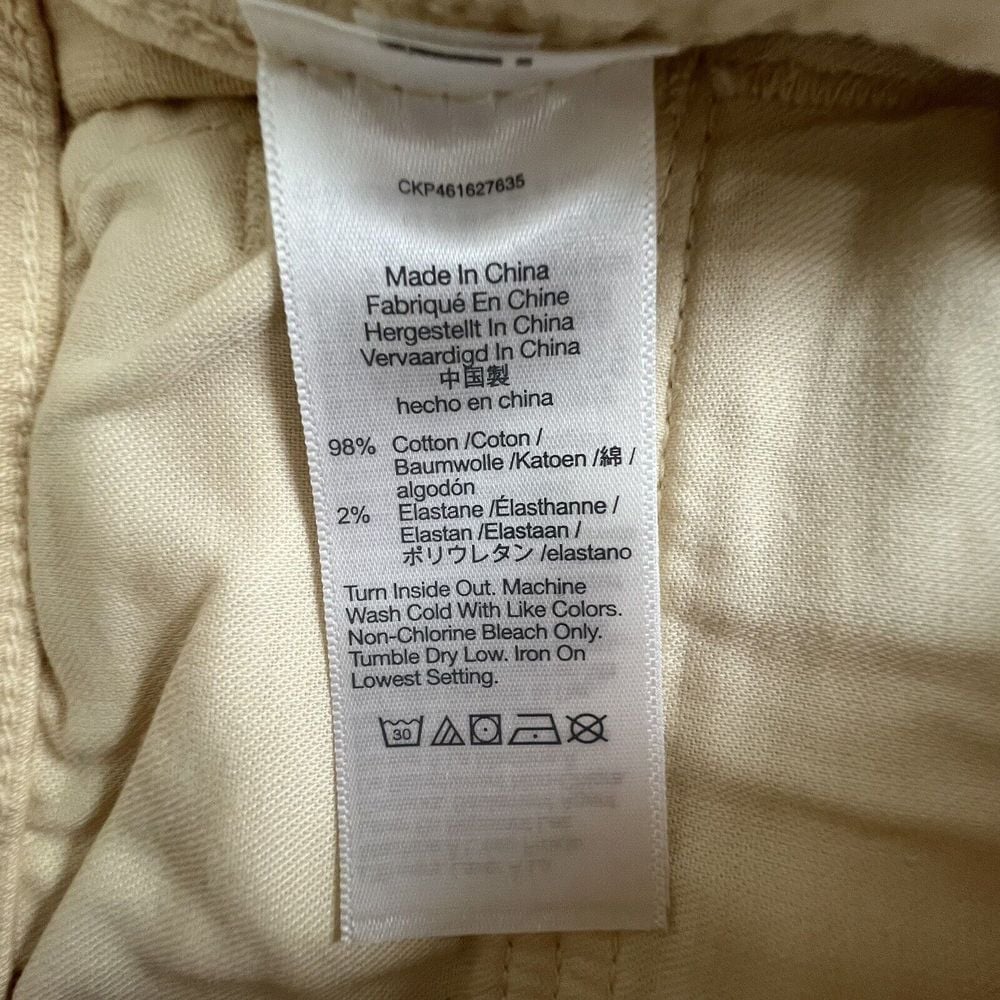 CKP461627635
Made In China
Fabriqué En Chine
Hergestellt In China
Vervaardigd In China
中国製
hecho en china
98% Cotton /Coton /
Baumwolle /Katoen /綿 /
algodón
2% Elastane /Élasthanne /
Elastan /Elastaan /
ポリウレタン /elastano
Turn Inside Out. Machine
Wash Cold With Like Colors.
Non-Chlorine Bleach Only.
Tumble Dry Low. Iron On
Lowest Setting.
30